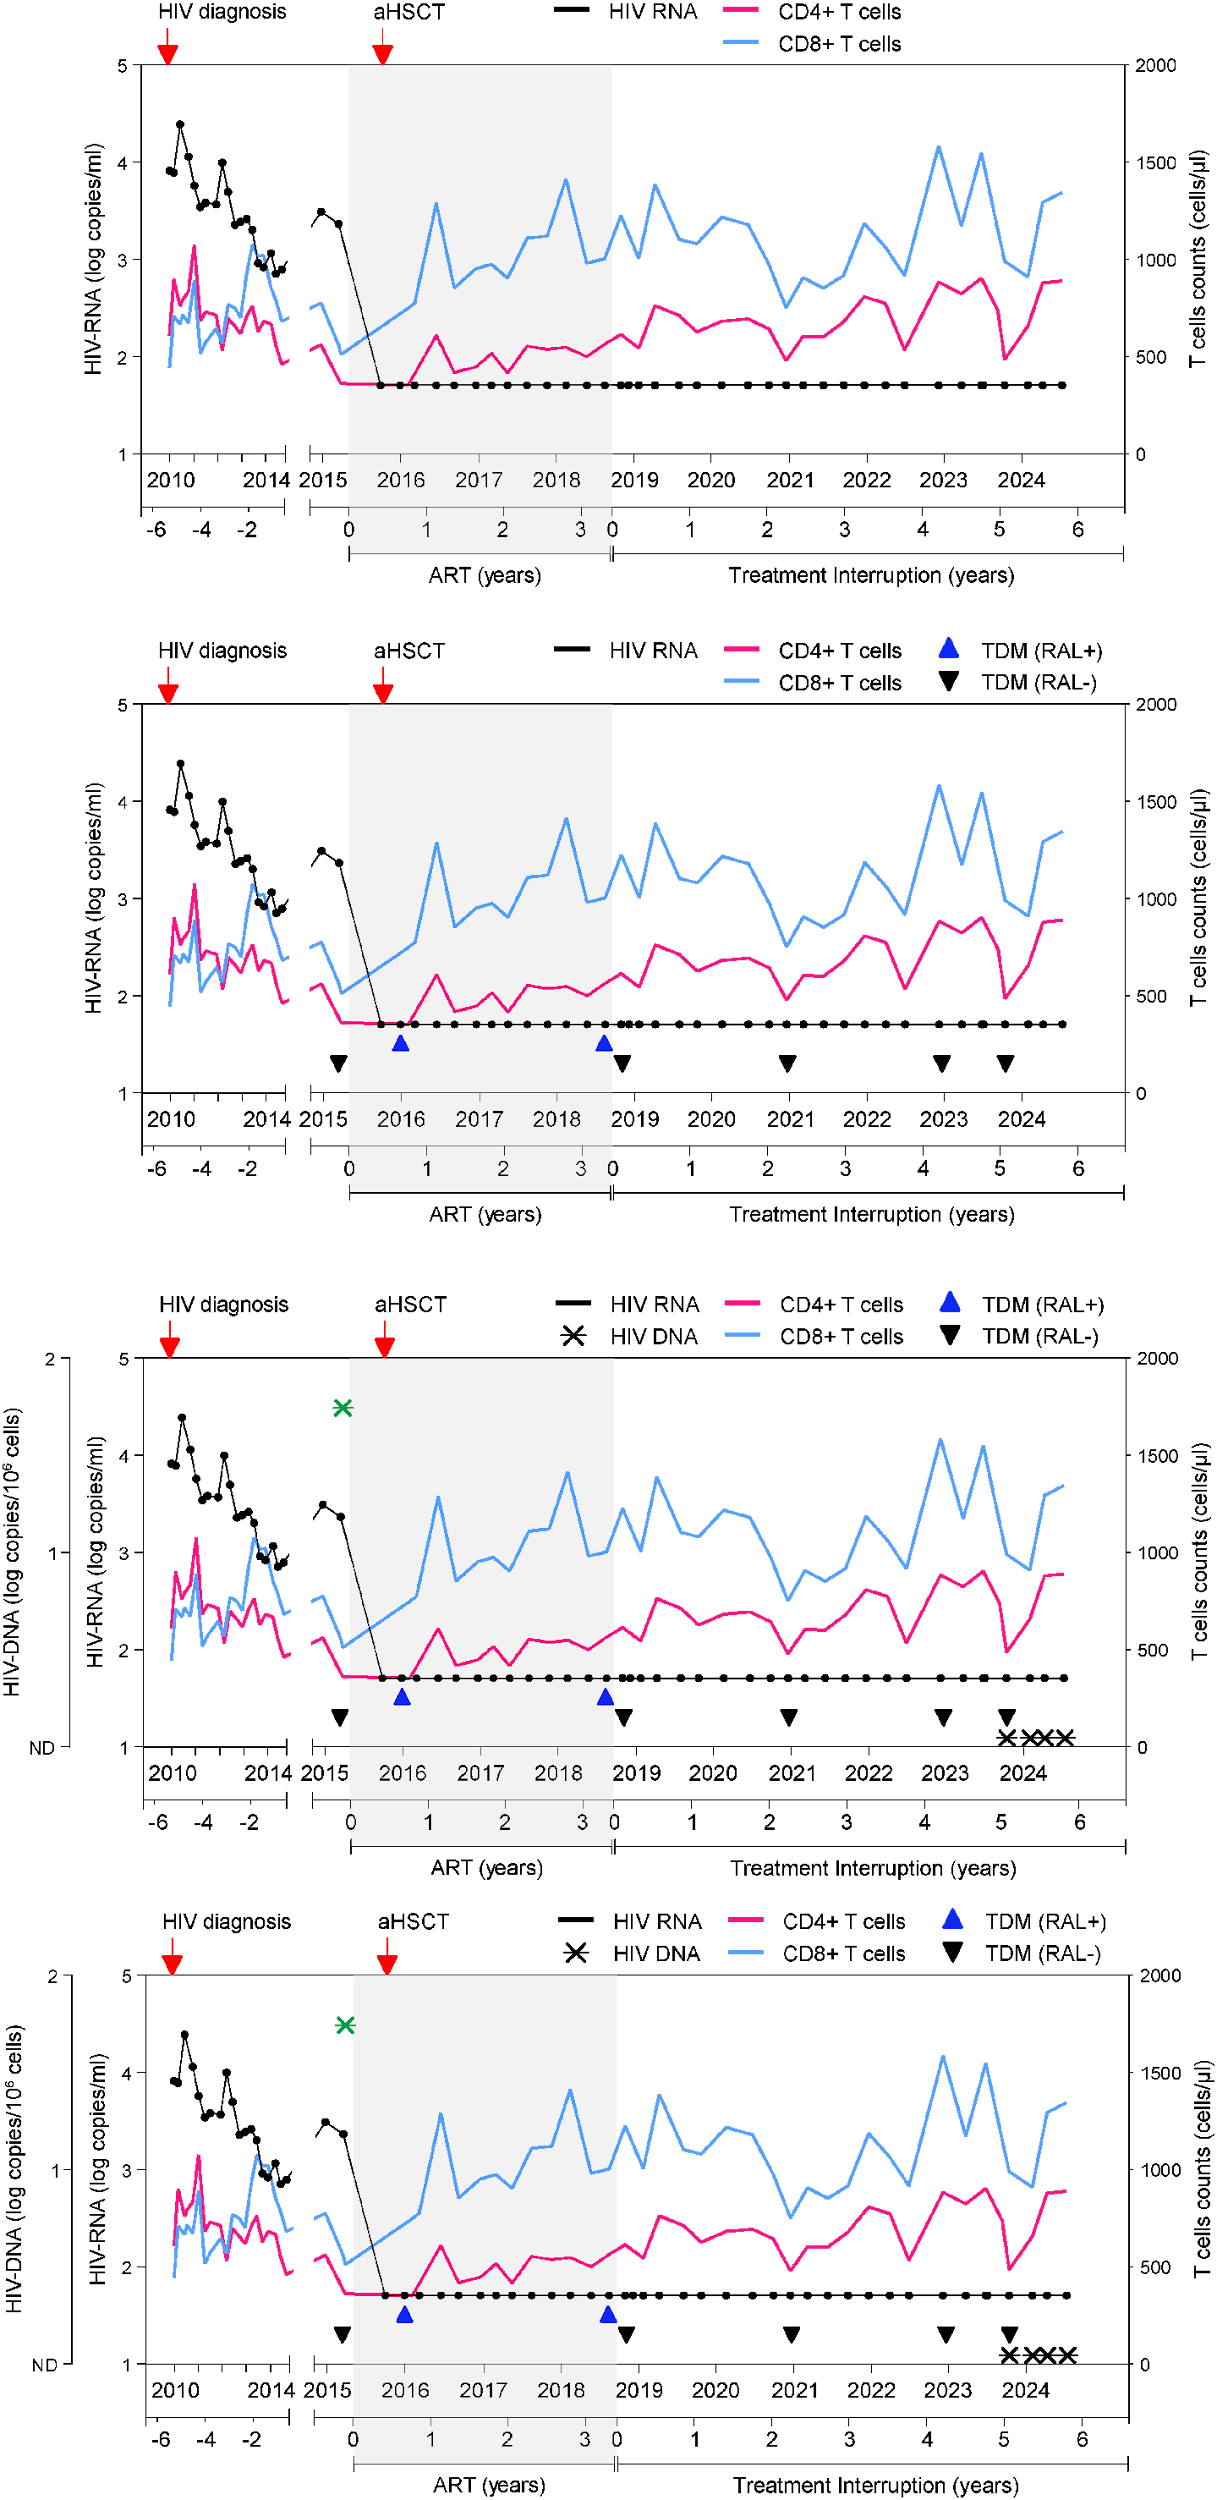 HIV diagnosis aHSCT HIV RNA CD4+ T cells
CD8+ T cells
5 2000
4 1500
3 1000
2 500
1 0
HIV-RNA (log copies/ml)
T cells counts (cells/µl)
2010 2014 2015 2016 2017 2018 2019 2020 2021 2022 2023 2024
-6 -4 -2 0 1 2 3 0 1 2 3 4 5 6
ART (years) Treatment Interruption (years)
HIV diagnosis aHSCT HIV RNA CD4+ T cells TDM (RAL+)
CD8+ T cells TDM (RAL-)
5 2000
4 1500
3 1000
2 500
1 0
HIV-RNA (log copies/ml)
T cells counts (cells/µl)
2010 2014 2015 2016 2017 2018 2019 2020 2021 2022 2023 2024
-6 -4 -2 0 1 2 3 0 1 2 3 4 5 6
ART (years) Treatment Interruption (years)
HIV diagnosis aHSCT HIV RNA CD4+ T cells TDM (RAL+)
HIV DNA CD8+ T cells TDM (RAL-)
2 5 2000
4 1500
1 3 1000
2 500
ND 1 0
HIV-DNA (log copies/10⁶ cells)
HIV-RNA (log copies/ml)
T cells counts (cells/µl)
2010 2014 2015 2016 2017 2018 2019 2020 2021 2022 2023 2024
-6 -4 -2 0 1 2 3 0 1 2 3 4 5 6
ART (years) Treatment Interruption (years)
HIV diagnosis aHSCT HIV RNA CD4+ T cells TDM (RAL+)
HIV DNA CD8+ T cells TDM (RAL-)
2 5 2000
4 1500
1 3 1000
2 500
ND 1 0
HIV-DNA (log copies/10⁶ cells)
HIV-RNA (log copies/ml)
T cells counts (cells/µl)
2010 2014 2015 2016 2017 2018 2019 2020 2021 2022 2023 2024
-6 -4 -2 0 1 2 3 0 1 2 3 4 5 6
ART (years) Treatment Interruption (years)